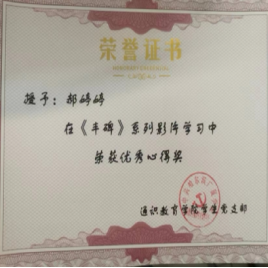 荣誉证书
授予：郝婷婷
在《丰碑》系列影片学习中
荣获优秀心得奖
通识教育学院学生党支部